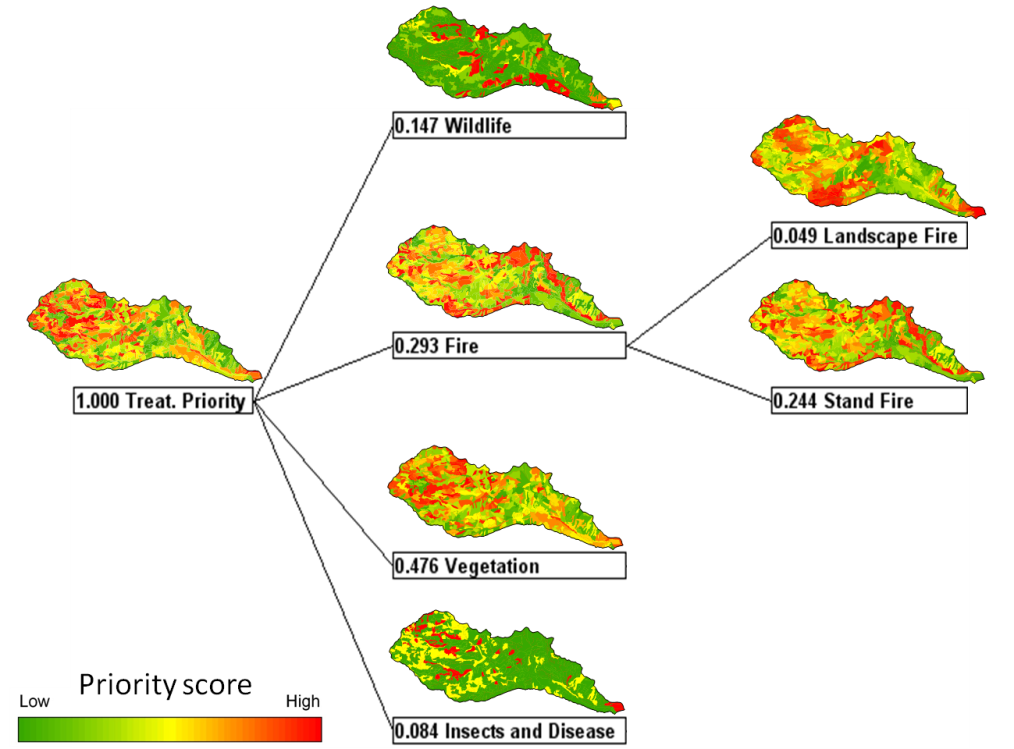 0.147 Wildlife
0.049 Landscape Fire
0.293 Fire
1.000 Treat. Priority
0.244 Stand Fire
0.476 Vegetation
Priority score
Low
High
0.084 Insects and Disease